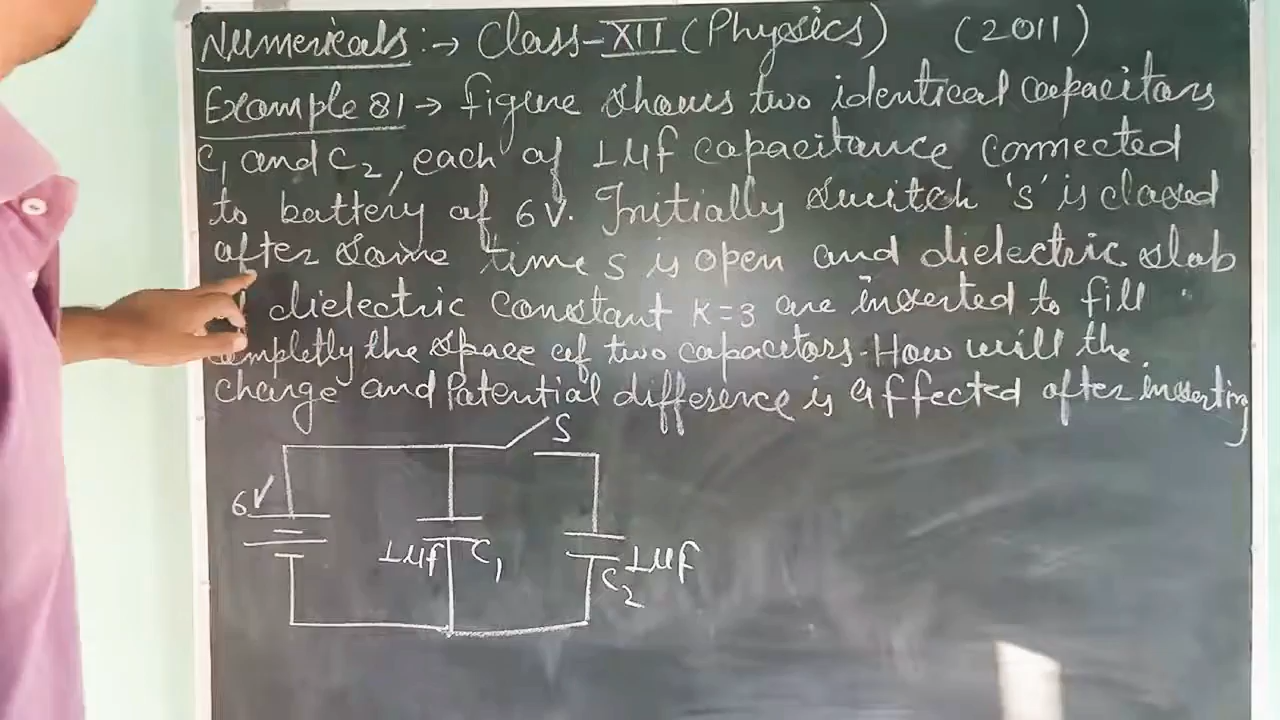 Numericals :→ Class-XII (Physics) (2011)
Example 81 → figure shows two identical capacitors
C1 and C2, each of 1μf capacitance connected
to battery of 6V. Initially switch 's' is closed
after some time s is open and dielectric slab
dielectric constant K=3 are inserted to fill
completly the space of two capacitors. How will the
charge and Potential difference is affected after inserting
S
6V
1μf C1
C2 1μf